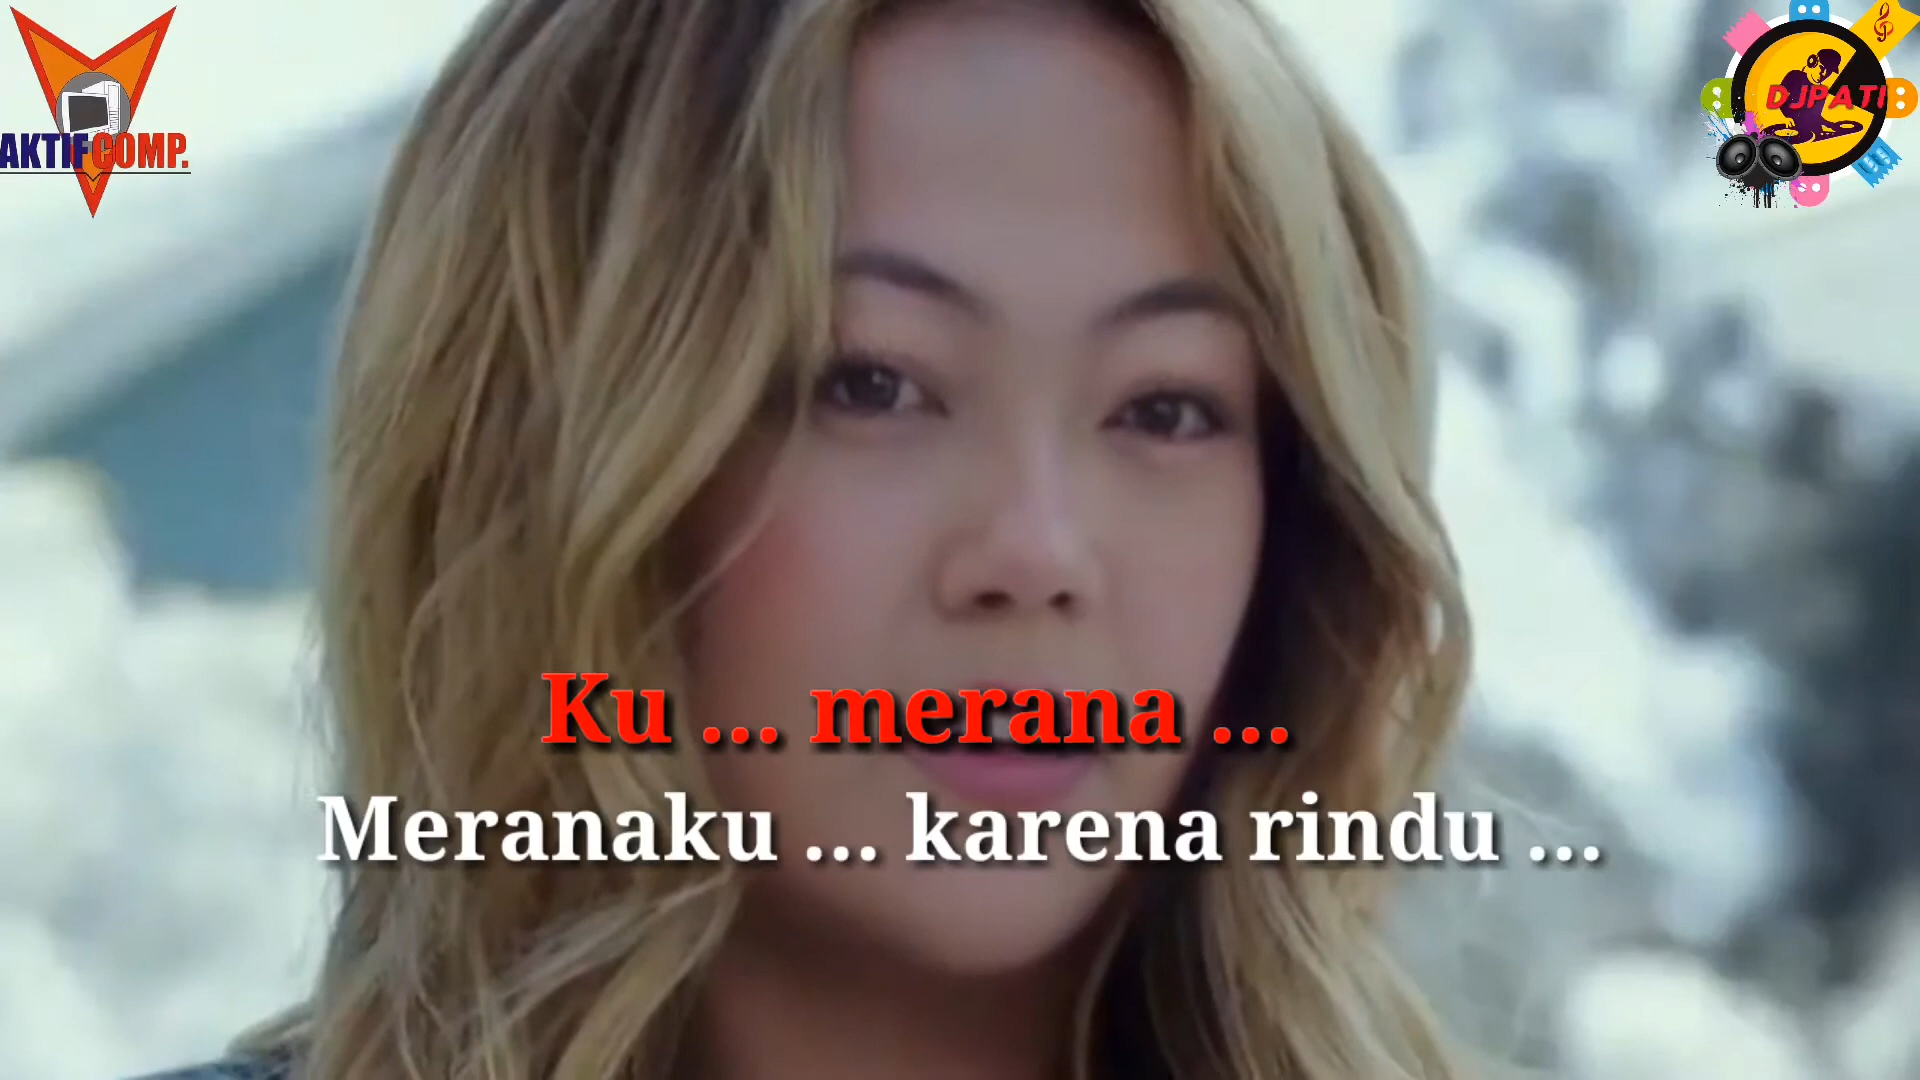 AKTIFCOMP.
DJPATI
Ku ... merana ...
Meranaku ... karena rindu ...